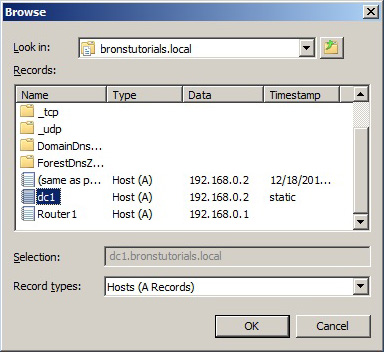 Browse
Look in: bronstutorials.local
Records:
Name Type Data Timestamp
_tcp
_udp
DomainDns...
ForestDnsZ...
(same as p... Host (A) 192.168.0.2 12/18/201...
dc1 Host (A) 192.168.0.2 static
Router1 Host (A) 192.168.0.1
Selection: dc1.bronstutorials.local
Record types: Hosts (A Records)
OK Cancel